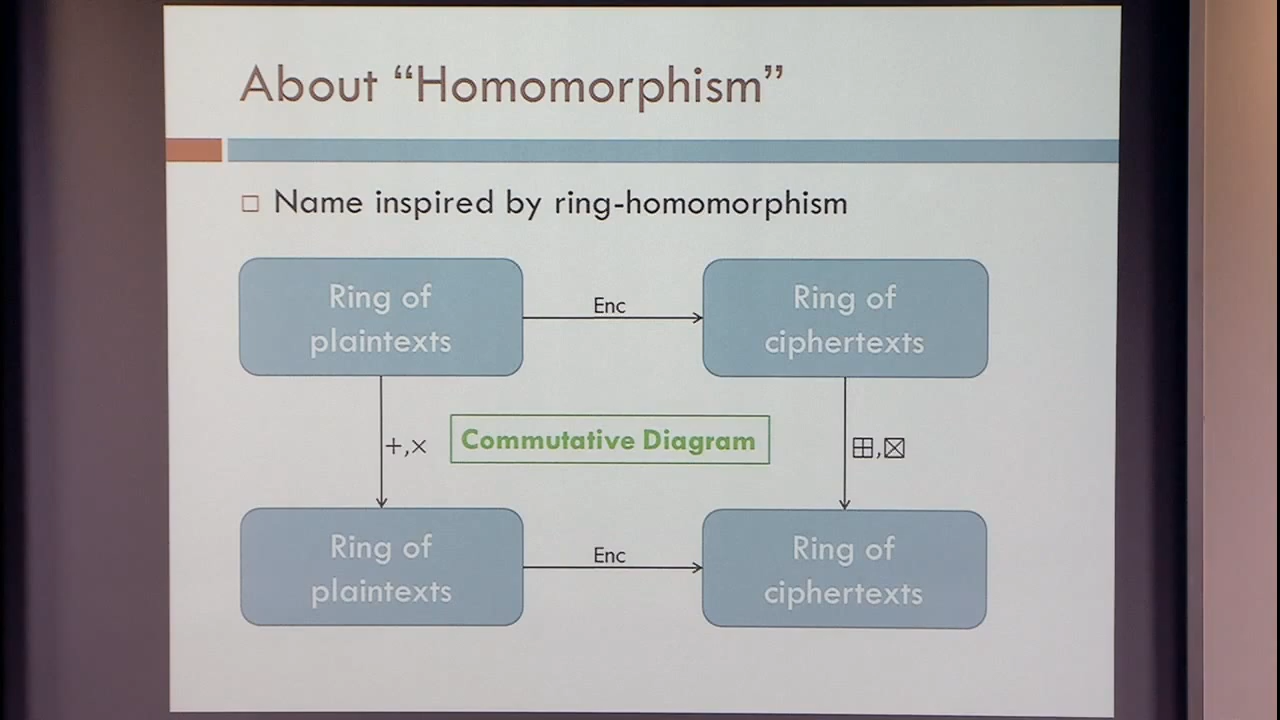 About “Homomorphism”
Name inspired by ring-homomorphism
Ring of
plaintexts
Enc
Ring of
ciphertexts
+,×
Commutative Diagram
⊞,⊠
Ring of
plaintexts
Enc
Ring of
ciphertexts